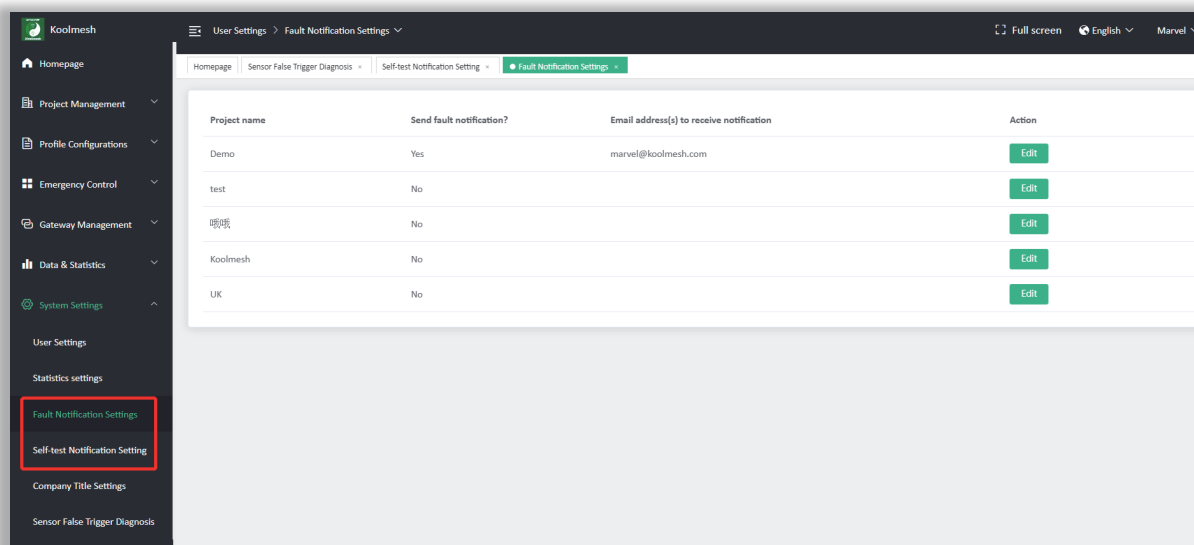 Koolmesh
User Settings > Fault Notification Settings
Full screen
English
Marvel
Homepage
Project Management
Profile Configurations
Emergency Control
Gateway Management
Data & Statistics
System Settings
User Settings
Statistics settings
Fault Notification Settings
Self-test Notification Setting
Company Title Settings
Sensor False Trigger Diagnosis
Homepage
Sensor False Trigger Diagnosis ×
Self-test Notification Setting ×
Fault Notification Settings ×
Project name Send fault notification? Email address(s) to receive notification Action
Demo Yes marvel@koolmesh.com Edit
test No Edit
哦哦 No Edit
Koolmesh No Edit
UK No Edit